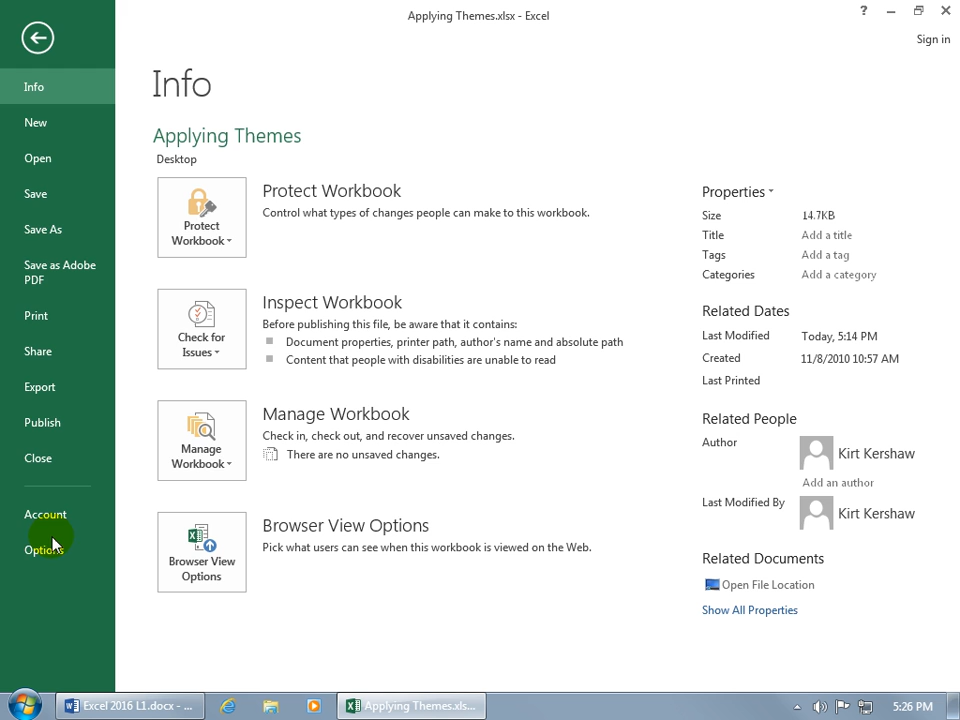 Applying Themes.xlsx - Excel
?
Sign in
Info
New
Open
Save
Save As
Save as Adobe
PDF
Print
Share
Export
Publish
Close
Account
Options
Info
Applying Themes
Desktop
Protect
Workbook
Protect Workbook
Control what types of changes people can make to this workbook.
Check for
Issues
Inspect Workbook
Before publishing this file, be aware that it contains:
Document properties, printer path, author's name and absolute path
Content that people with disabilities are unable to read
Manage
Workbook
Manage Workbook
Check in, check out, and recover unsaved changes.
There are no unsaved changes.
Browser View
Options
Browser View Options
Pick what users can see when this workbook is viewed on the Web.
Properties
Size 14.7KB
Title Add a title
Tags Add a tag
Categories Add a category
Related Dates
Last Modified Today, 5:14 PM
Created 11/8/2010 10:57 AM
Last Printed
Related People
Author Kirt Kershaw
Add an author
Last Modified By Kirt Kershaw
Related Documents
Open File Location
Show All Properties
Excel 2016 L1.docx - ...
Applying Themes.xls...
5:26 PM